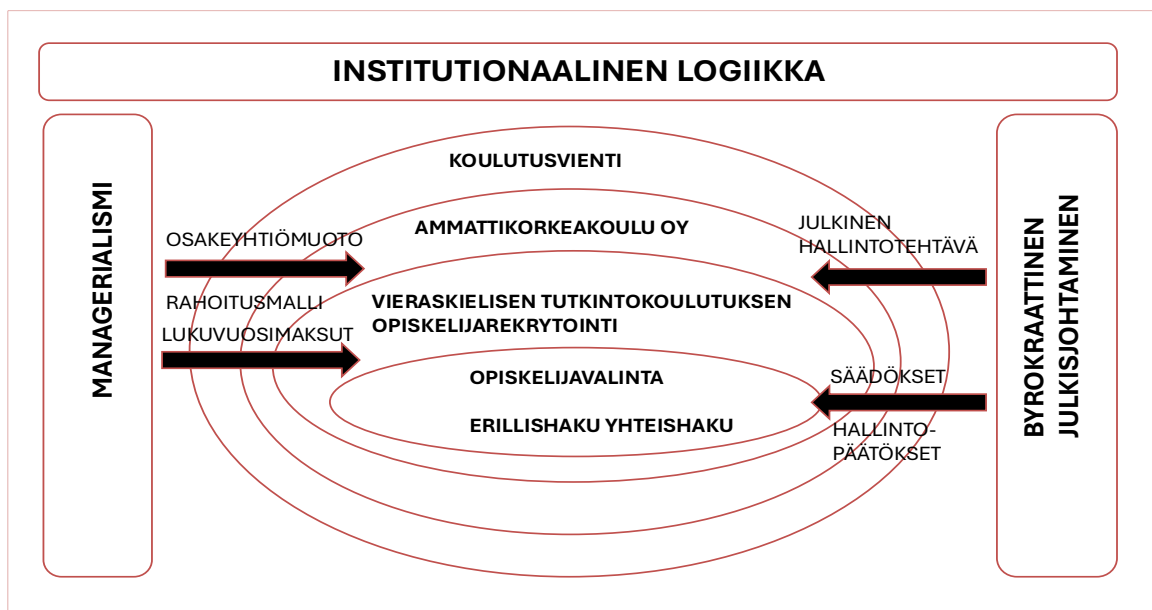 INSTITUTIONAALINEN LOGIIKKA
MANAGERIALISMI
KOULUTUSVIENTI
AMMATTIKORKEAKOULU OY
OSAKEYHTIÖMUOTO
RAHOITUSMALLI
LUKUVUOSIMAKSUT
VIERASKIELISEN TUTKINTOKOULUTUKSEN
OPISKELIJAREKRYTOINTI
OPISKELIJAVALINTA
ERILLISHAKU YHTEISHAKU
JULKINEN
HALLINTOTEHTÄVÄ
SÄÄDÖKSET
HALLINTO-
PÄÄTÖKSET
BYROKRAATTINEN
JULKISJOHTAMINEN